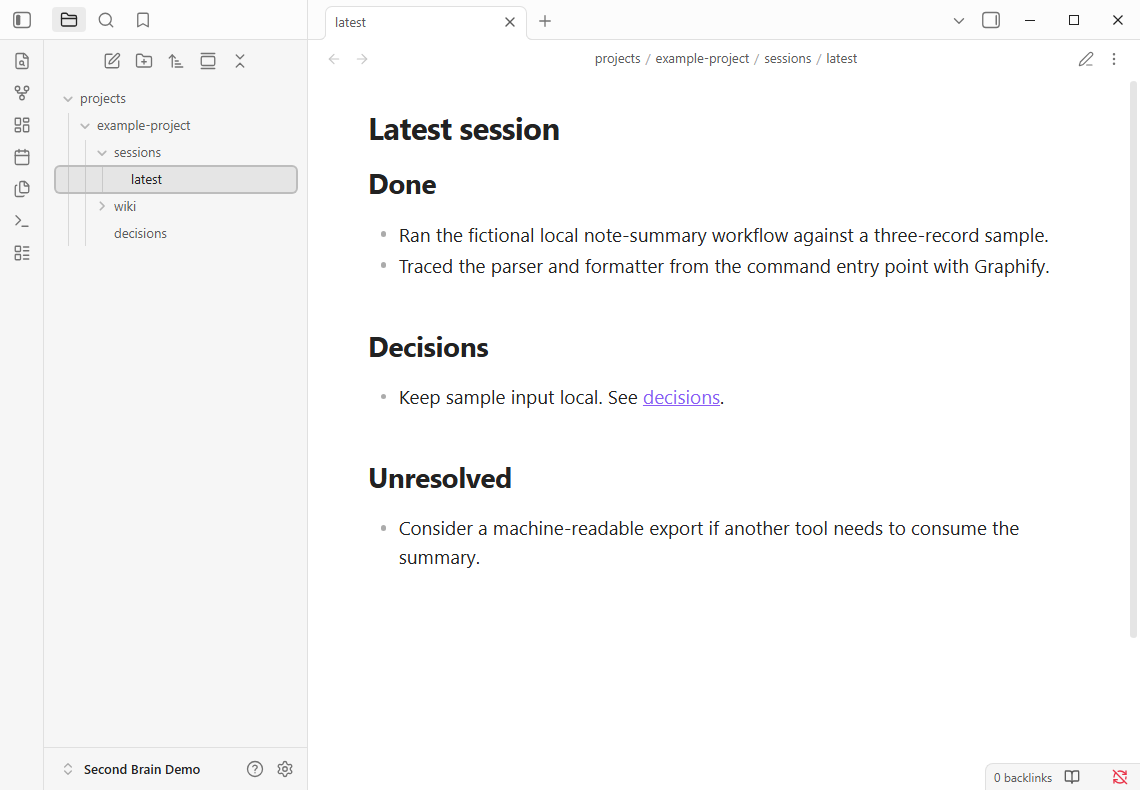 latest
projects / example-project / sessions / latest
projects
example-project
sessions
latest
wiki
decisions
Latest session
Done
Ran the fictional local note-summary workflow against a three-record sample.
Traced the parser and formatter from the command entry point with Graphify.
Decisions
Keep sample input local. See decisions.
Unresolved
Consider a machine-readable export if another tool needs to consume the
summary.
Second Brain Demo
0 backlinks